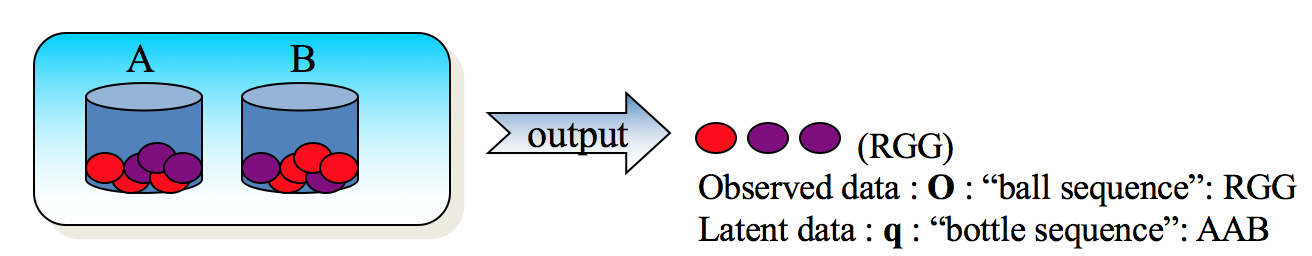 A B
output
(RGG)
Observed data : O : “ball sequence”: RGG
Latent data : q : “bottle sequence”: AAB